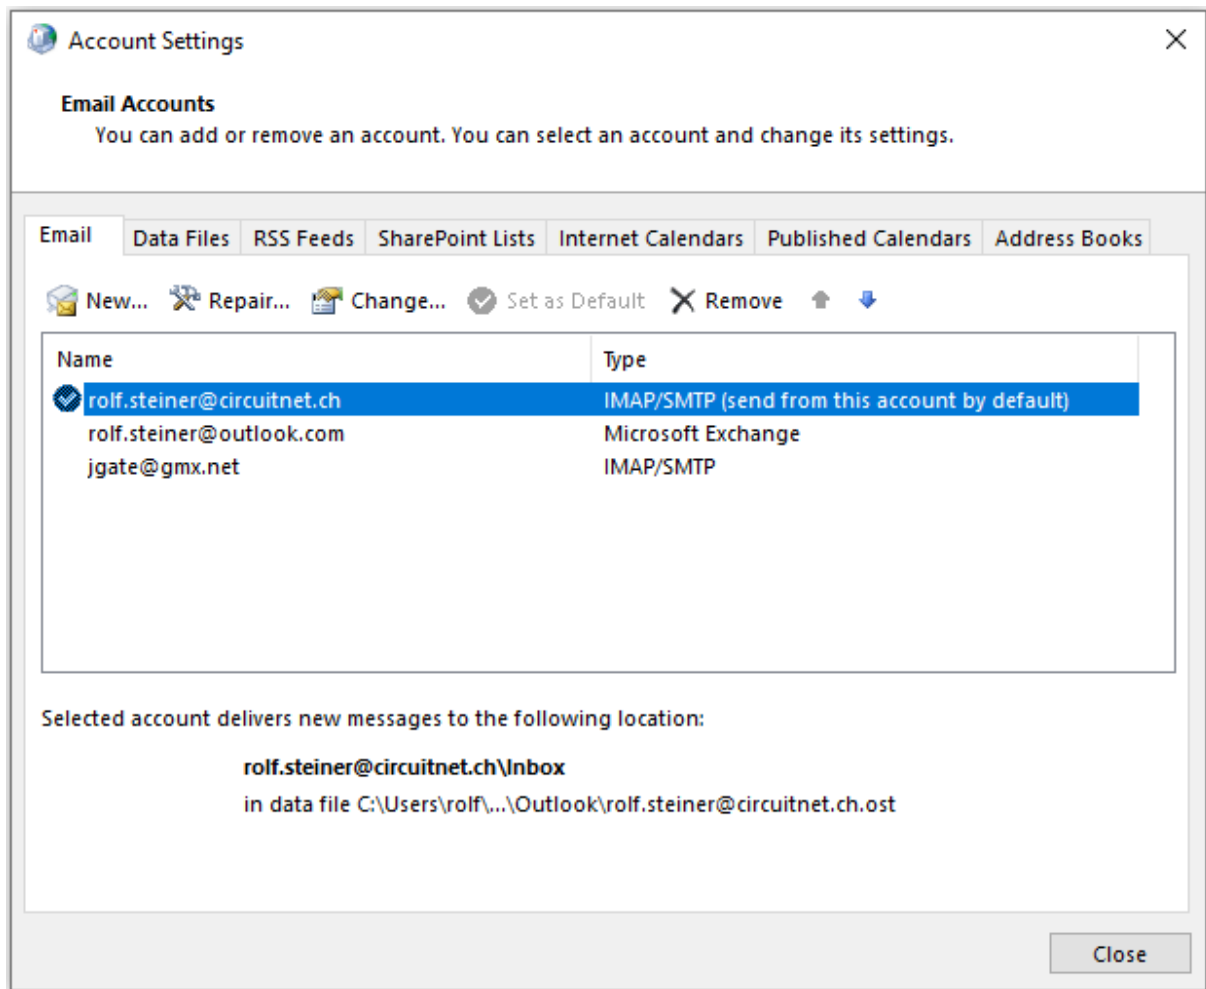 Account Settings
Email Accounts
You can add or remove an account. You can select an account and change its settings.
Email Data Files RSS Feeds SharePoint Lists Internet Calendars Published Calendars Address Books
New... Repair... Change... Set as Default Remove
Name Type
rolf.steiner@circuitnet.ch IMAP/SMTP (send from this account by default)
rolf.steiner@outlook.com Microsoft Exchange
jgate@gmx.net IMAP/SMTP
Selected account delivers new messages to the following location:
rolf.steiner@circuitnet.ch\Inbox
in data file C:\Users\rolf\...\Outlook\rolf.steiner@circuitnet.ch.ost
Close